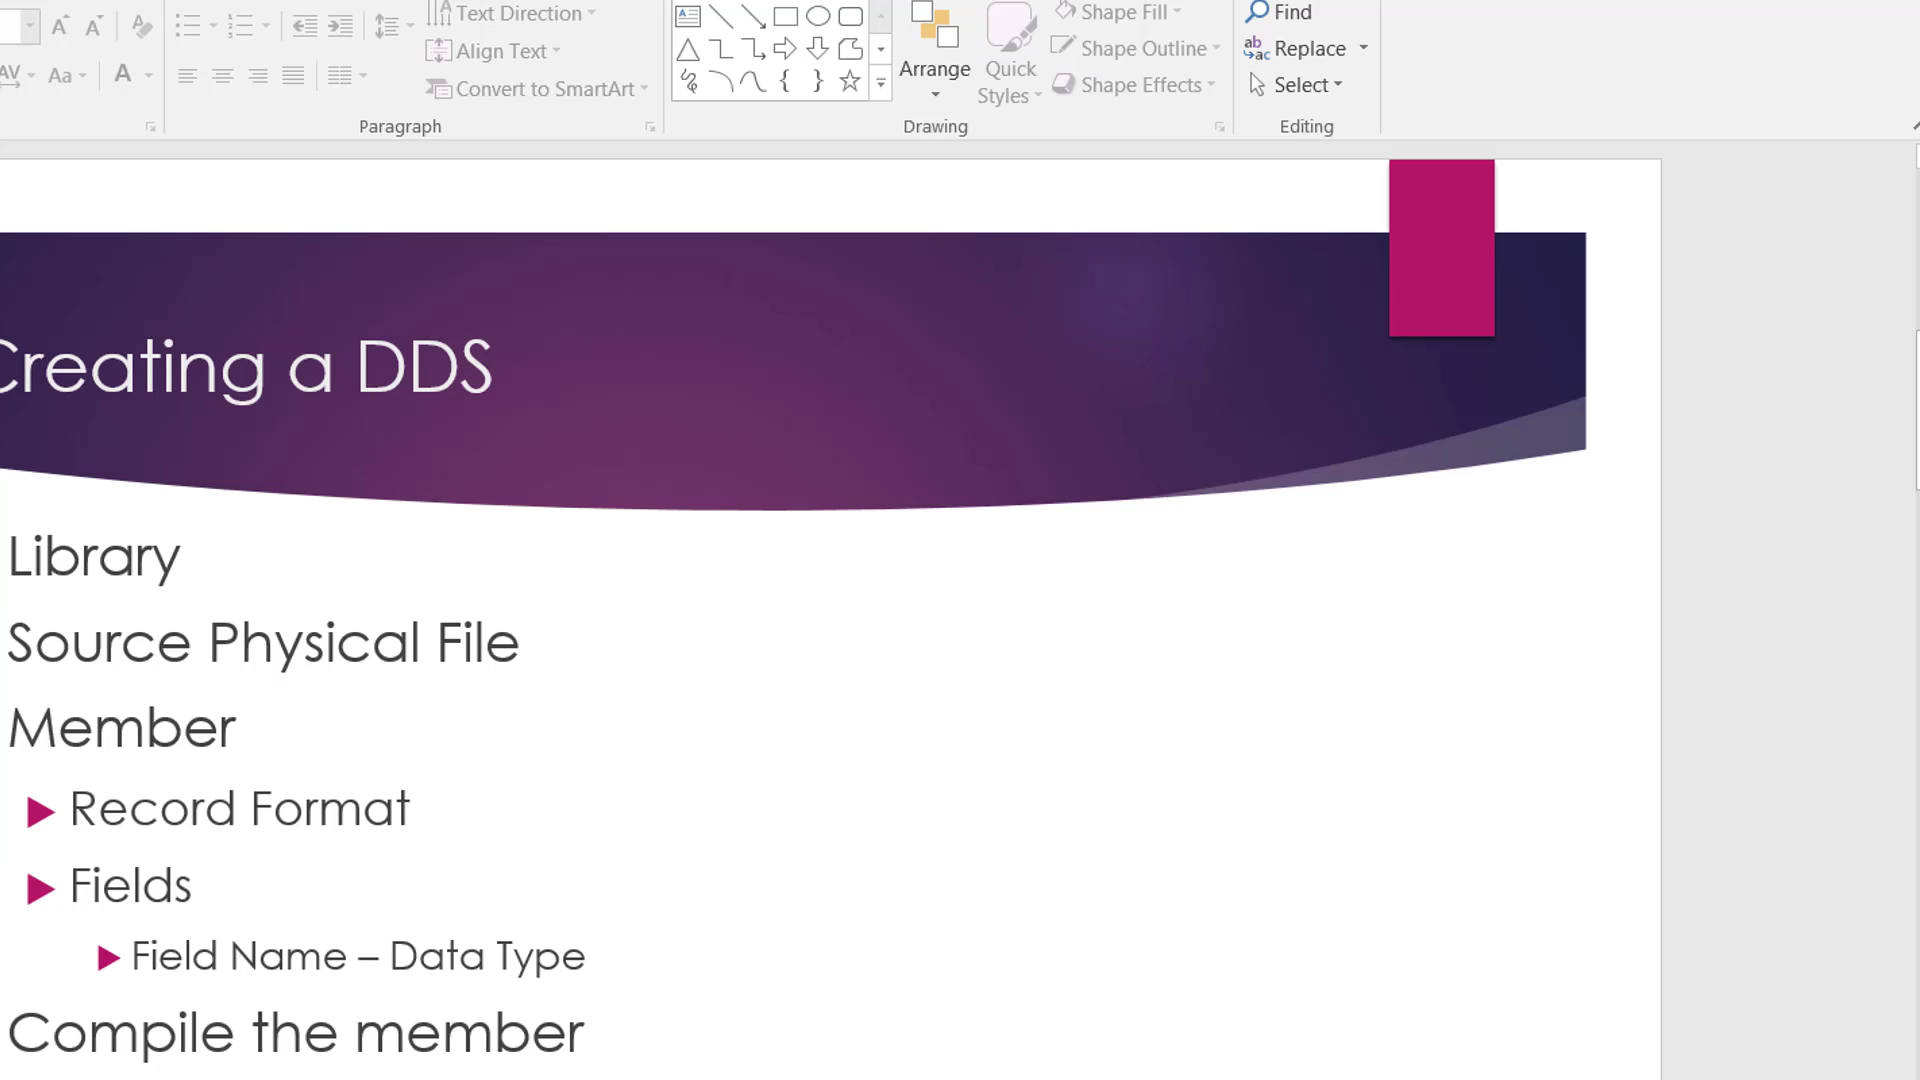 Text Direction
Align Text
Convert to SmartArt
Aa
A
Paragraph
Arrange
Quick
Styles
Drawing
Shape Fill
Shape Outline
Shape Effects
Find
Replace
Select
Editing
Creating a DDS
Library
Source Physical File
Member
Record Format
Fields
Field Name – Data Type
Compile the member